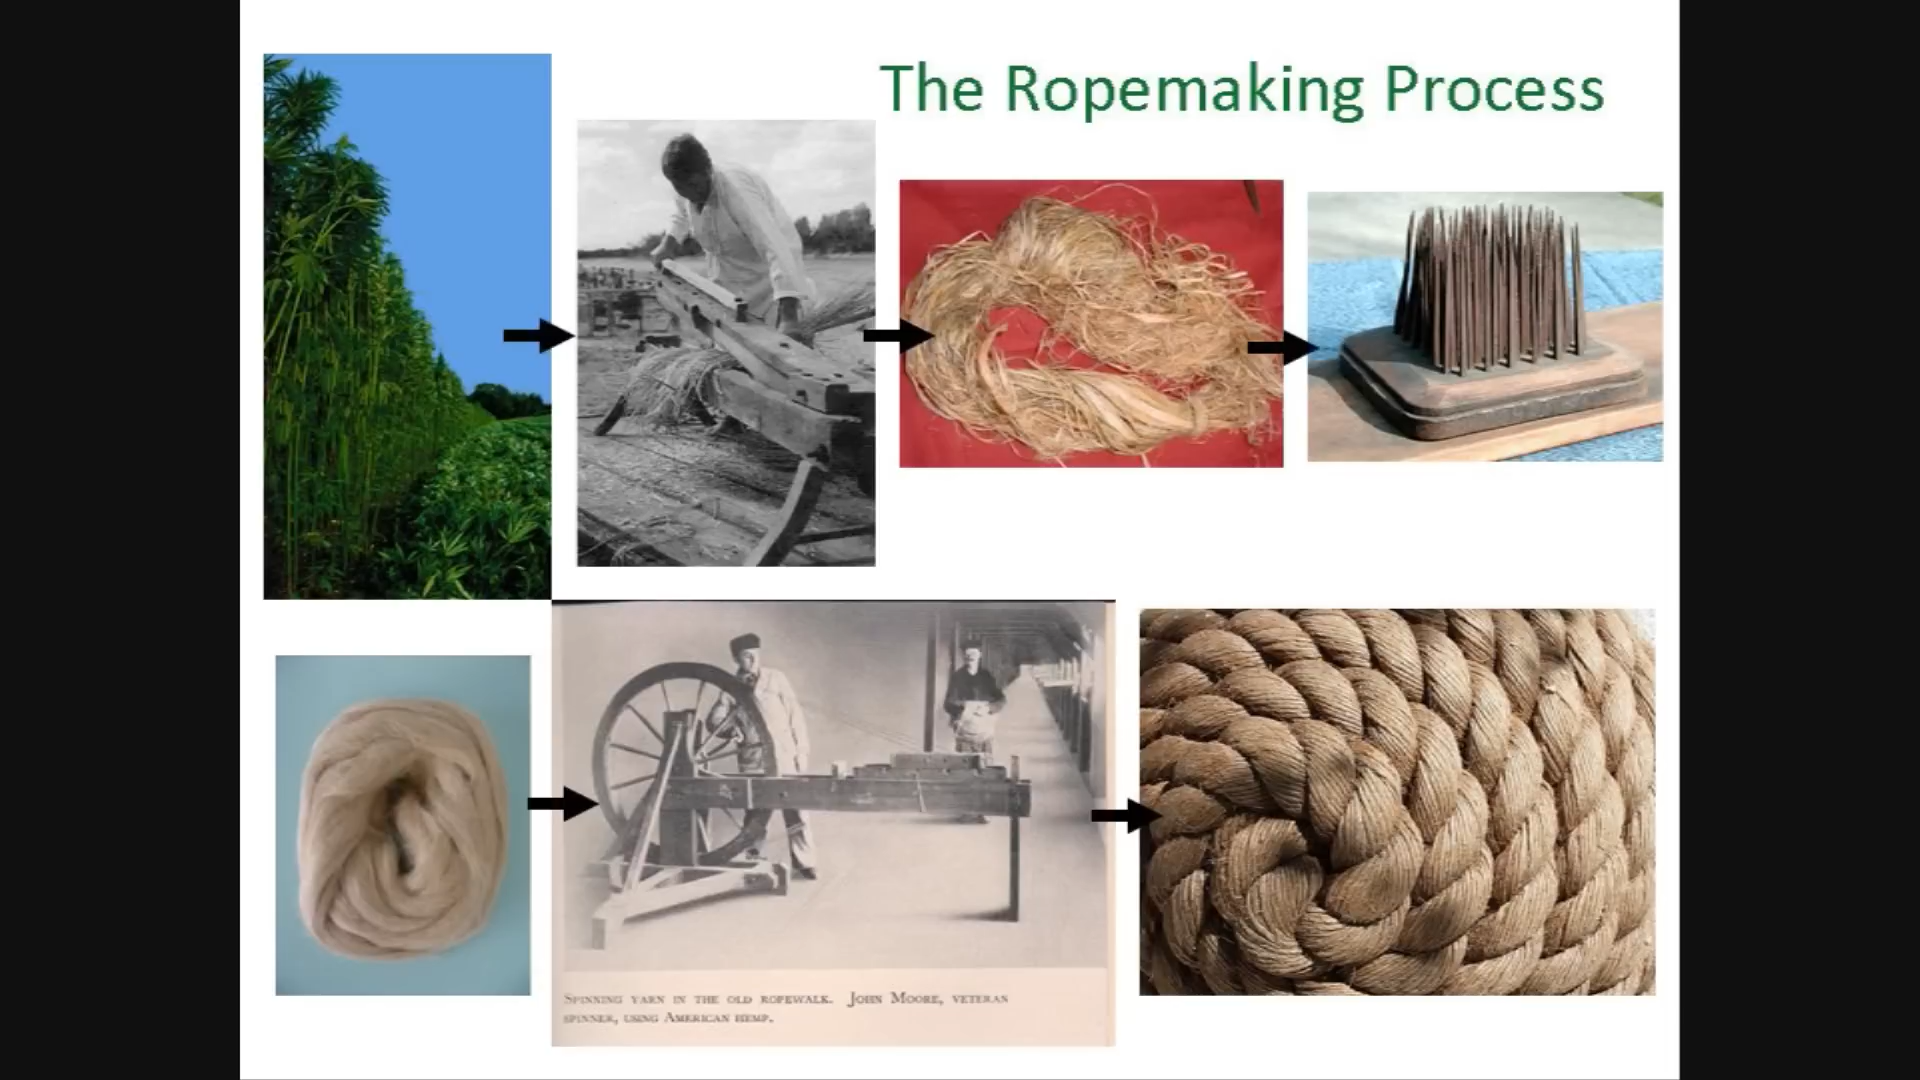 The Ropemaking Process
Spinning yarn in the old ropewalk. John Moore, veteran
spinner, using American hemp.